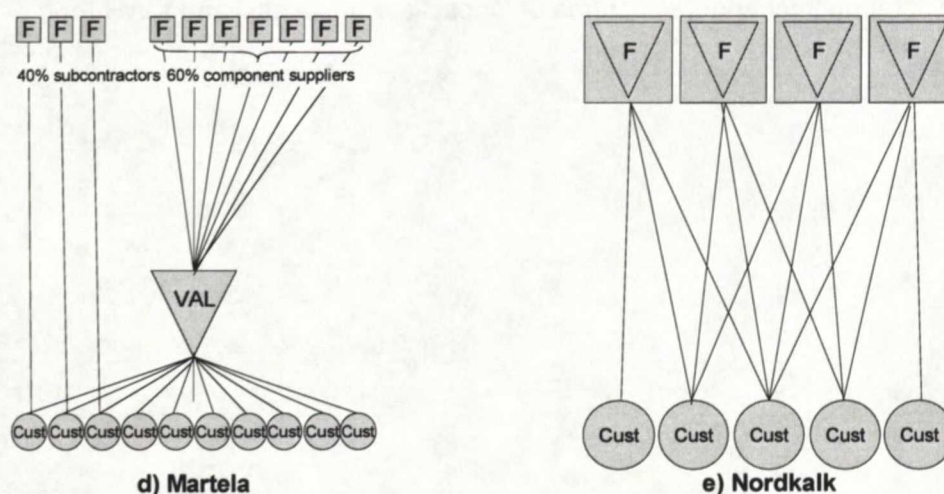 F F F F F F F F F F
40% subcontractors 60% component suppliers
VAL
Cust Cust Cust Cust Cust Cust Cust Cust Cust Cust
d) Martela
F F F F
Cust Cust Cust Cust Cust
e) Nordkalk